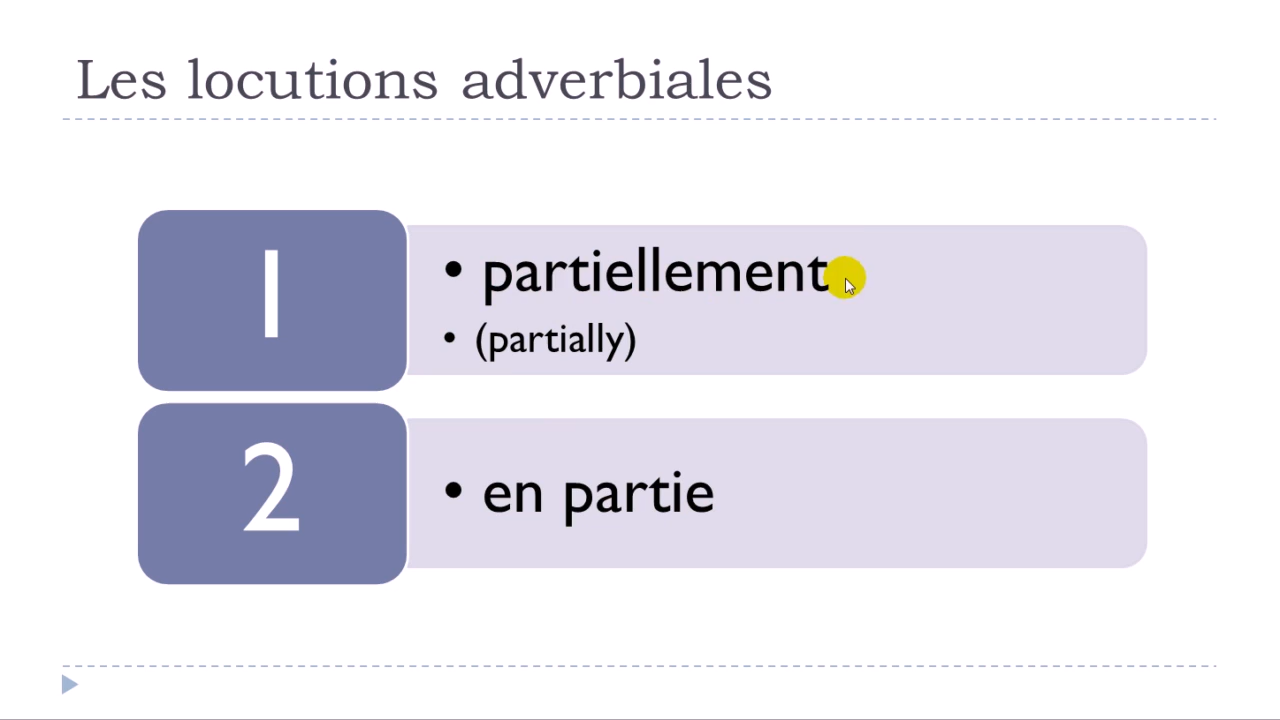 Les locutions adverbiales
1
• partiellement
• (partially)
2
• en partie